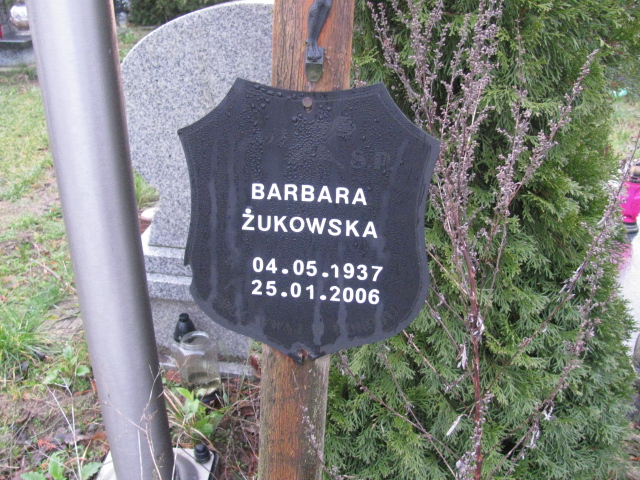 Ś.P.
BARBARA
ŻUKOWSKA
04.05.1937
25.01.2006